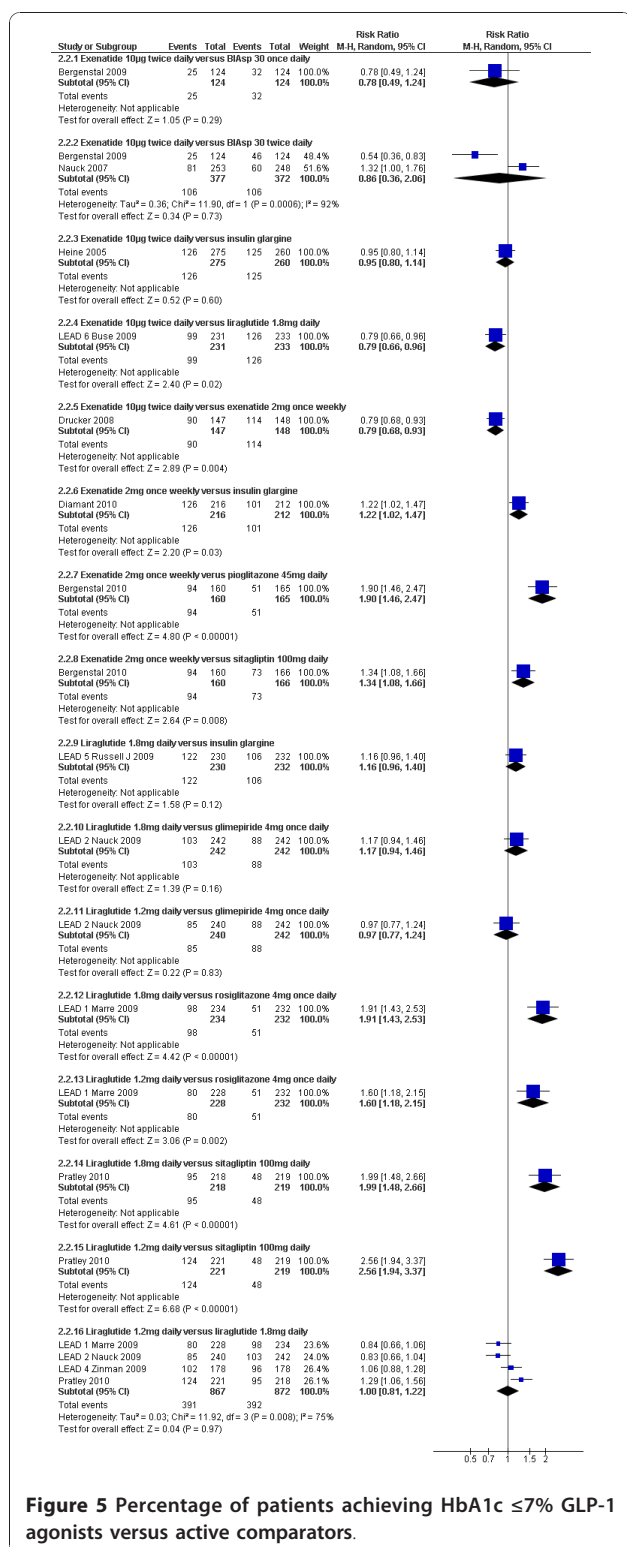 Risk Ratio Risk Ratio
Study or Subgroup Events Total Events Total Weight M-H, Random, 95% CI M-H, Random, 95% CI
2.2.1 Exenatide 10µg twice daily versus BIAsp 30 once daily
Bergenstal 2009 25 124 32 124 100.0% 0.78 [0.49, 1.24]
Subtotal (95% CI) 124 124 100.0% 0.78 [0.49, 1.24]
Total events 25 32
Heterogeneity: Not applicable
Test for overall effect: Z = 1.05 (P = 0.29)
2.2.2 Exenatide 10µg twice daily versus BIAsp 30 twice daily
Bergenstal 2009 25 124 46 124 48.4% 0.54 [0.36, 0.83]
Nauck 2007 81 253 60 248 51.6% 1.32 [1.00, 1.76]
Subtotal (95% CI) 377 372 100.0% 0.86 [0.36, 2.06]
Total events 106 106
Heterogeneity: Tau² = 0.36; Chi² = 11.90, df = 1 (P = 0.0006); I² = 92%
Test for overall effect: Z = 0.34 (P = 0.73)
2.2.3 Exenatide 10µg twice daily versus insulin glargine
Heine 2005 126 275 125 260 100.0% 0.95 [0.80, 1.14]
Subtotal (95% CI) 275 260 100.0% 0.95 [0.80, 1.14]
Total events 126 125
Heterogeneity: Not applicable
Test for overall effect: Z = 0.52 (P = 0.60)
2.2.4 Exenatide 10µg twice daily versus liraglutide 1.8mg daily
LEAD 6 Buse 2009 99 231 126 233 100.0% 0.79 [0.66, 0.96]
Subtotal (95% CI) 231 233 100.0% 0.79 [0.66, 0.96]
Total events 99 126
Heterogeneity: Not applicable
Test for overall effect: Z = 2.40 (P = 0.02)
2.2.5 Exenatide 10µg twice daily versus exenatide 2mg once weekly
Drucker 2008 90 147 114 148 100.0% 0.79 [0.68, 0.93]
Subtotal (95% CI) 147 148 100.0% 0.79 [0.68, 0.93]
Total events 90 114
Heterogeneity: Not applicable
Test for overall effect: Z = 2.89 (P = 0.004)
2.2.6 Exenatide 2mg once weekly versus insulin glargine
Diamant 2010 126 216 101 212 100.0% 1.22 [1.02, 1.47]
Subtotal (95% CI) 216 212 100.0% 1.22 [1.02, 1.47]
Total events 126 101
Heterogeneity: Not applicable
Test for overall effect: Z = 2.20 (P = 0.03)
2.2.7 Exenatide 2mg once weekly verus pioglitazone 45mg daily
Bergenstal 2010 94 160 51 165 100.0% 1.90 [1.46, 2.47]
Subtotal (95% CI) 160 165 100.0% 1.90 [1.46, 2.47]
Total events 94 51
Heterogeneity: Not applicable
Test for overall effect: Z = 4.80 (P < 0.00001)
2.2.8 Exenatide 2mg once weekly versus sitagliptin 100mg daily
Bergenstal 2010 94 160 73 166 100.0% 1.34 [1.08, 1.66]
Subtotal (95% CI) 160 166 100.0% 1.34 [1.08, 1.66]
Total events 94 73
Heterogeneity: Not applicable
Test for overall effect: Z = 2.64 (P = 0.008)
2.2.9 Liraglutide 1.8mg daily versus insulin glargine
LEAD 5 Russell J 2009 122 230 106 232 100.0% 1.16 [0.96, 1.40]
Subtotal (95% CI) 230 232 100.0% 1.16 [0.96, 1.40]
Total events 122 106
Heterogeneity: Not applicable
Test for overall effect: Z = 1.58 (P = 0.12)
2.2.10 Liraglutide 1.8mg daily versus glimepiride 4mg once daily
LEAD 2 Nauck 2009 103 242 88 242 100.0% 1.17 [0.94, 1.46]
Subtotal (95% CI) 242 242 100.0% 1.17 [0.94, 1.46]
Total events 103 88
Heterogeneity: Not applicable
Test for overall effect: Z = 1.39 (P = 0.16)
2.2.11 Liraglutide 1.2mg daily versus glimepiride 4mg once daily
LEAD 2 Nauck 2009 85 240 88 242 100.0% 0.97 [0.77, 1.24]
Subtotal (95% CI) 240 242 100.0% 0.97 [0.77, 1.24]
Total events 85 88
Heterogeneity: Not applicable
Test for overall effect: Z = 0.22 (P = 0.83)
2.2.12 Liraglutide 1.8mg daily versus rosiglitazone 4mg once daily
LEAD 1 Marre 2009 98 234 51 232 100.0% 1.91 [1.43, 2.53]
Subtotal (95% CI) 234 232 100.0% 1.91 [1.43, 2.53]
Total events 98 51
Heterogeneity: Not applicable
Test for overall effect: Z = 4.42 (P < 0.00001)
2.2.13 Liraglutide 1.2mg daily versus rosiglitazone 4mg once daily
LEAD 1 Marre 2009 80 228 51 232 100.0% 1.60 [1.18, 2.15]
Subtotal (95% CI) 228 232 100.0% 1.60 [1.18, 2.15]
Total events 80 51
Heterogeneity: Not applicable
Test for overall effect: Z = 3.06 (P = 0.002)
2.2.14 Liraglutide 1.8mg daily versus sitagliptin 100mg daily
Pratley 2010 95 218 48 219 100.0% 1.99 [1.48, 2.66]
Subtotal (95% CI) 218 219 100.0% 1.99 [1.48, 2.66]
Total events 95 48
Heterogeneity: Not applicable
Test for overall effect: Z = 4.61 (P < 0.00001)
2.2.15 Liraglutide 1.2mg daily versus sitagliptin 100mg daily
Pratley 2010 124 221 48 219 100.0% 2.56 [1.94, 3.37]
Subtotal (95% CI) 221 219 100.0% 2.56 [1.94, 3.37]
Total events 124 48
Heterogeneity: Not applicable
Test for overall effect: Z = 6.68 (P < 0.00001)
2.2.16 Liraglutide 1.2mg daily versus liraglutide 1.8mg daily
LEAD 1 Marre 2009 80 228 98 234 23.6% 0.84 [0.66, 1.06]
LEAD 2 Nauck 2009 85 240 103 242 24.0% 0.83 [0.66, 1.04]
LEAD 4 Zinman 2009 102 178 96 178 26.4% 1.06 [0.88, 1.28]
Pratley 2010 124 221 95 218 26.1% 1.29 [1.06, 1.56]
Subtotal (95% CI) 867 872 100.0% 1.00 [0.81, 1.22]
Total events 391 392
Heterogeneity: Tau² = 0.03; Chi² = 11.92, df = 3 (P = 0.008); I² = 75%
Test for overall effect: Z = 0.04 (P = 0.97)
0.5 0.7 1 1.5 2
Figure 5 Percentage of patients achieving HbA1c ≤7% GLP-1
agonists versus active comparators.